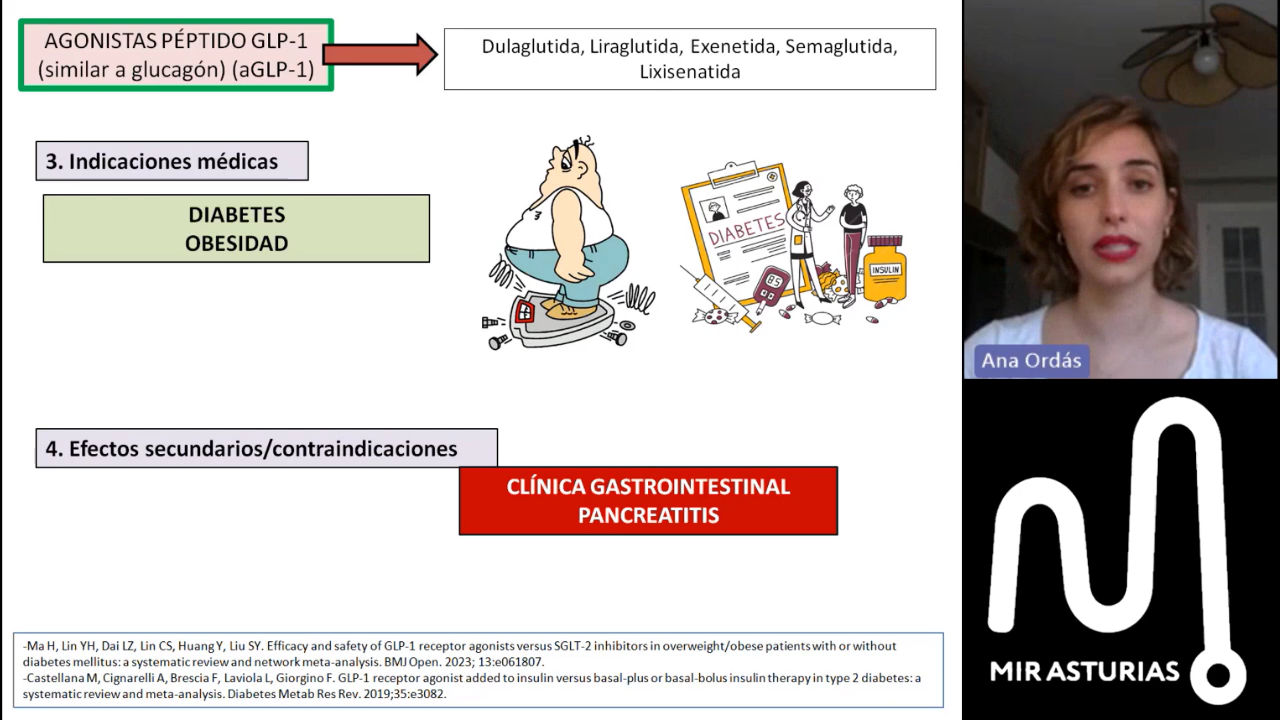 AGONISTAS PÉPTIDO GLP-1
(similar a glucagón) (aGLP-1)
Dulaglutida, Liraglutida, Exenetida, Semaglutida,
Lixisenatida
3. Indicaciones médicas
DIABETES
OBESIDAD
DIABETES
85
INSULIN
Ana Ordás
4. Efectos secundarios/contraindicaciones
CLÍNICA GASTROINTESTINAL
PANCREATITIS
-Ma H, Lin YH, Dai LZ, Lin CS, Huang Y, Liu SY. Efficacy and safety of GLP-1 receptor agonists versus SGLT-2 inhibitors in overweight/obese patients with or without
diabetes mellitus: a systematic review and network meta-analysis. BMJ Open. 2023; 13:e061807.
-Castellana M, Cignarelli A, Brescia F, Laviola L, Giorgino F. GLP-1 receptor agonist added to insulin versus basal-plus or basal-bolus insulin therapy in type 2 diabetes: a
systematic review and meta-analysis. Diabetes Metab Res Rev. 2019;35:e3082.
MIR ASTURIAS